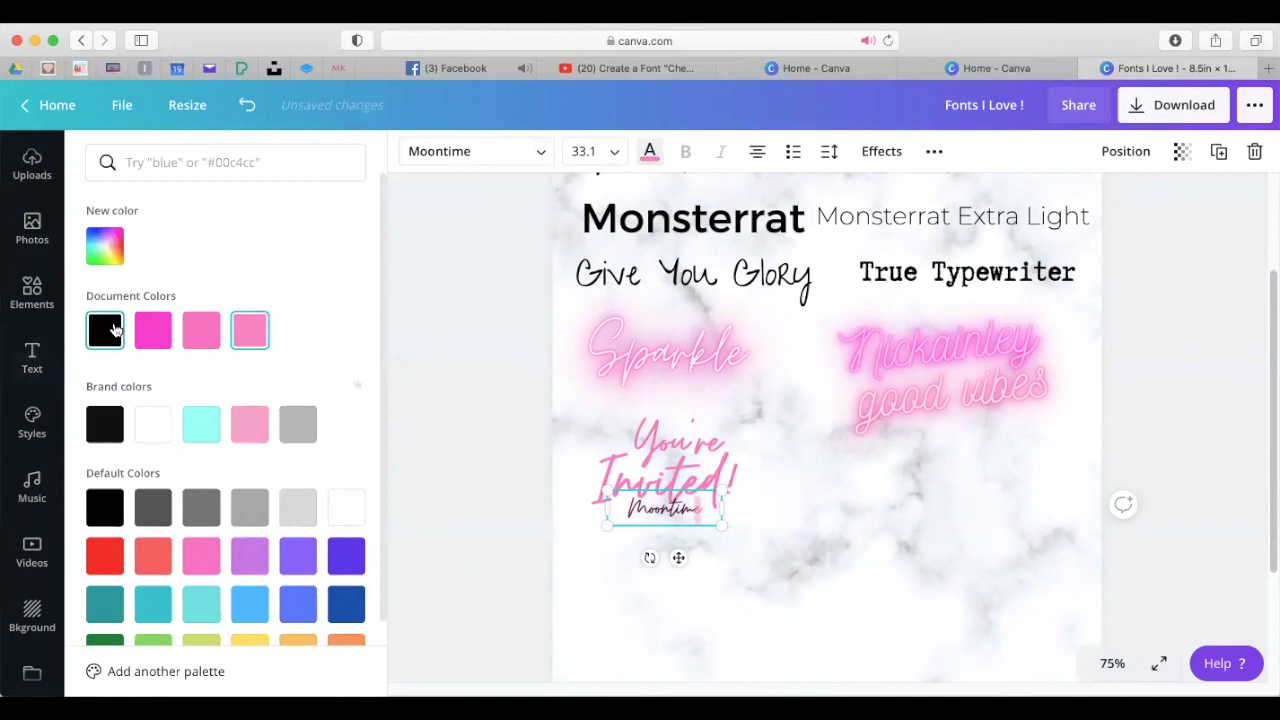 canva.com
19
MK
(3) Facebook
(20) Create a Font "Che...
Home - Canva
Home - Canva
Fonts I Love ! - 8.5in × 1...
Home
File
Resize
Unsaved changes
Fonts I Love !
Share
Download
Uploads
Photos
Elements
Text
Styles
Music
Videos
Bkground
Try "blue" or "#00c4cc"
New color
Document Colors
Brand colors
Default Colors
Add another palette
Moontime
33.1
A
B
I
Effects
Position
Monsterrat
Monsterrat Extra Light
Give You Glory
True Typewriter
Sparkle
Nickainley
good vibes
You're
Invited!
Moontime
75%
Help ?